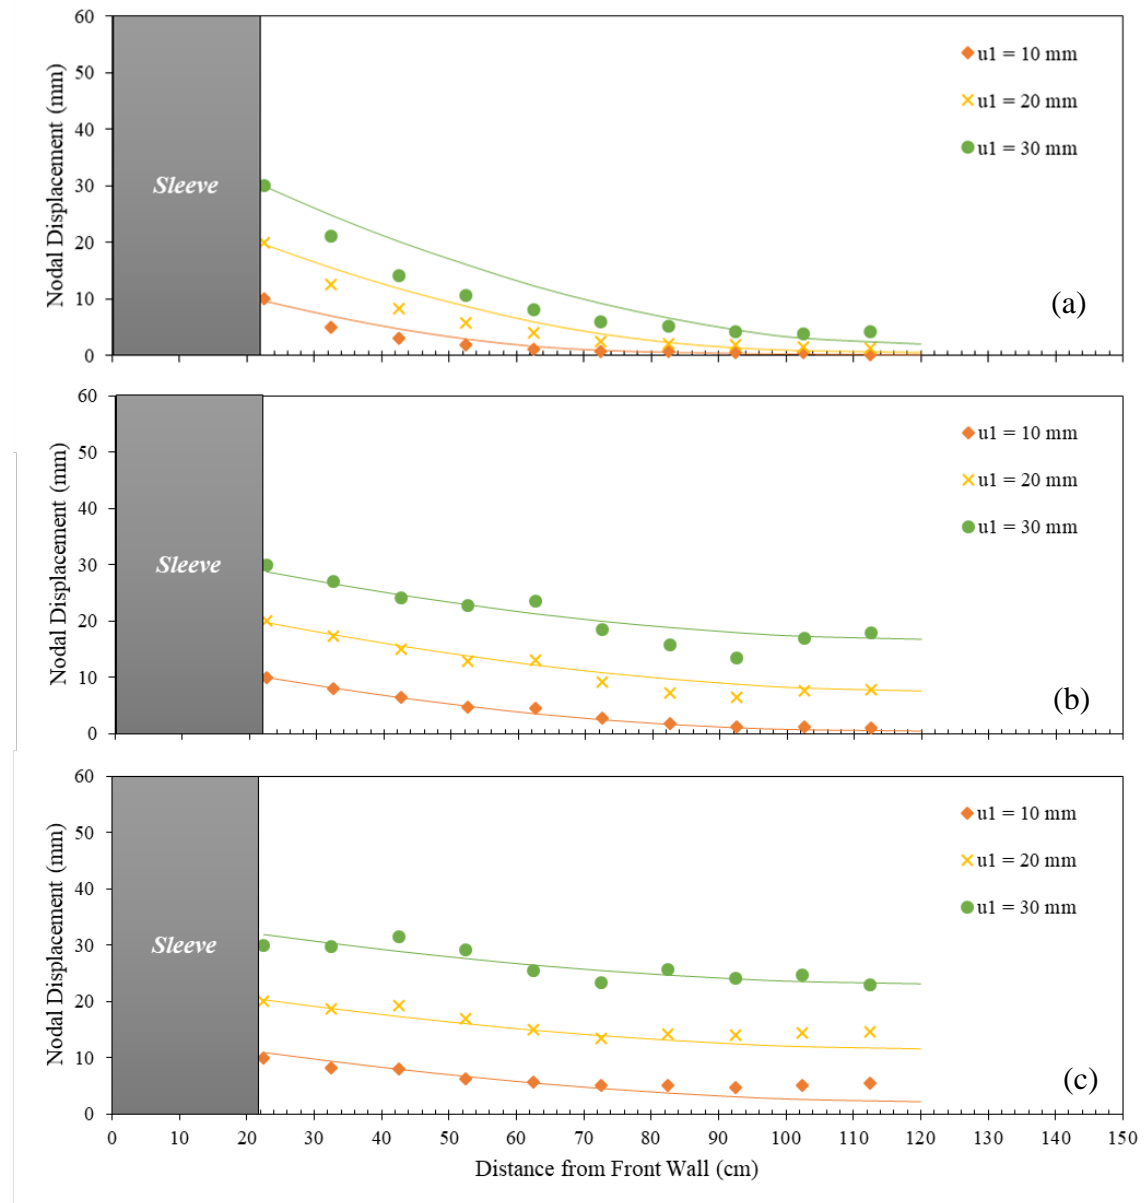 60
50
40
30
20
10
0
Nodal Displacement (mm)
Sleeve
u1 = 10 mm
u1 = 20 mm
u1 = 30 mm
(a)
60
50
40
30
20
10
0
Nodal Displacement (mm)
Sleeve
u1 = 10 mm
u1 = 20 mm
u1 = 30 mm
(b)
60
50
40
30
20
10
0
Nodal Displacement (mm)
Sleeve
u1 = 10 mm
u1 = 20 mm
u1 = 30 mm
(c)
0 10 20 30 40 50 60 70 80 90 100 110 120 130 140 150
Distance from Front Wall (cm)